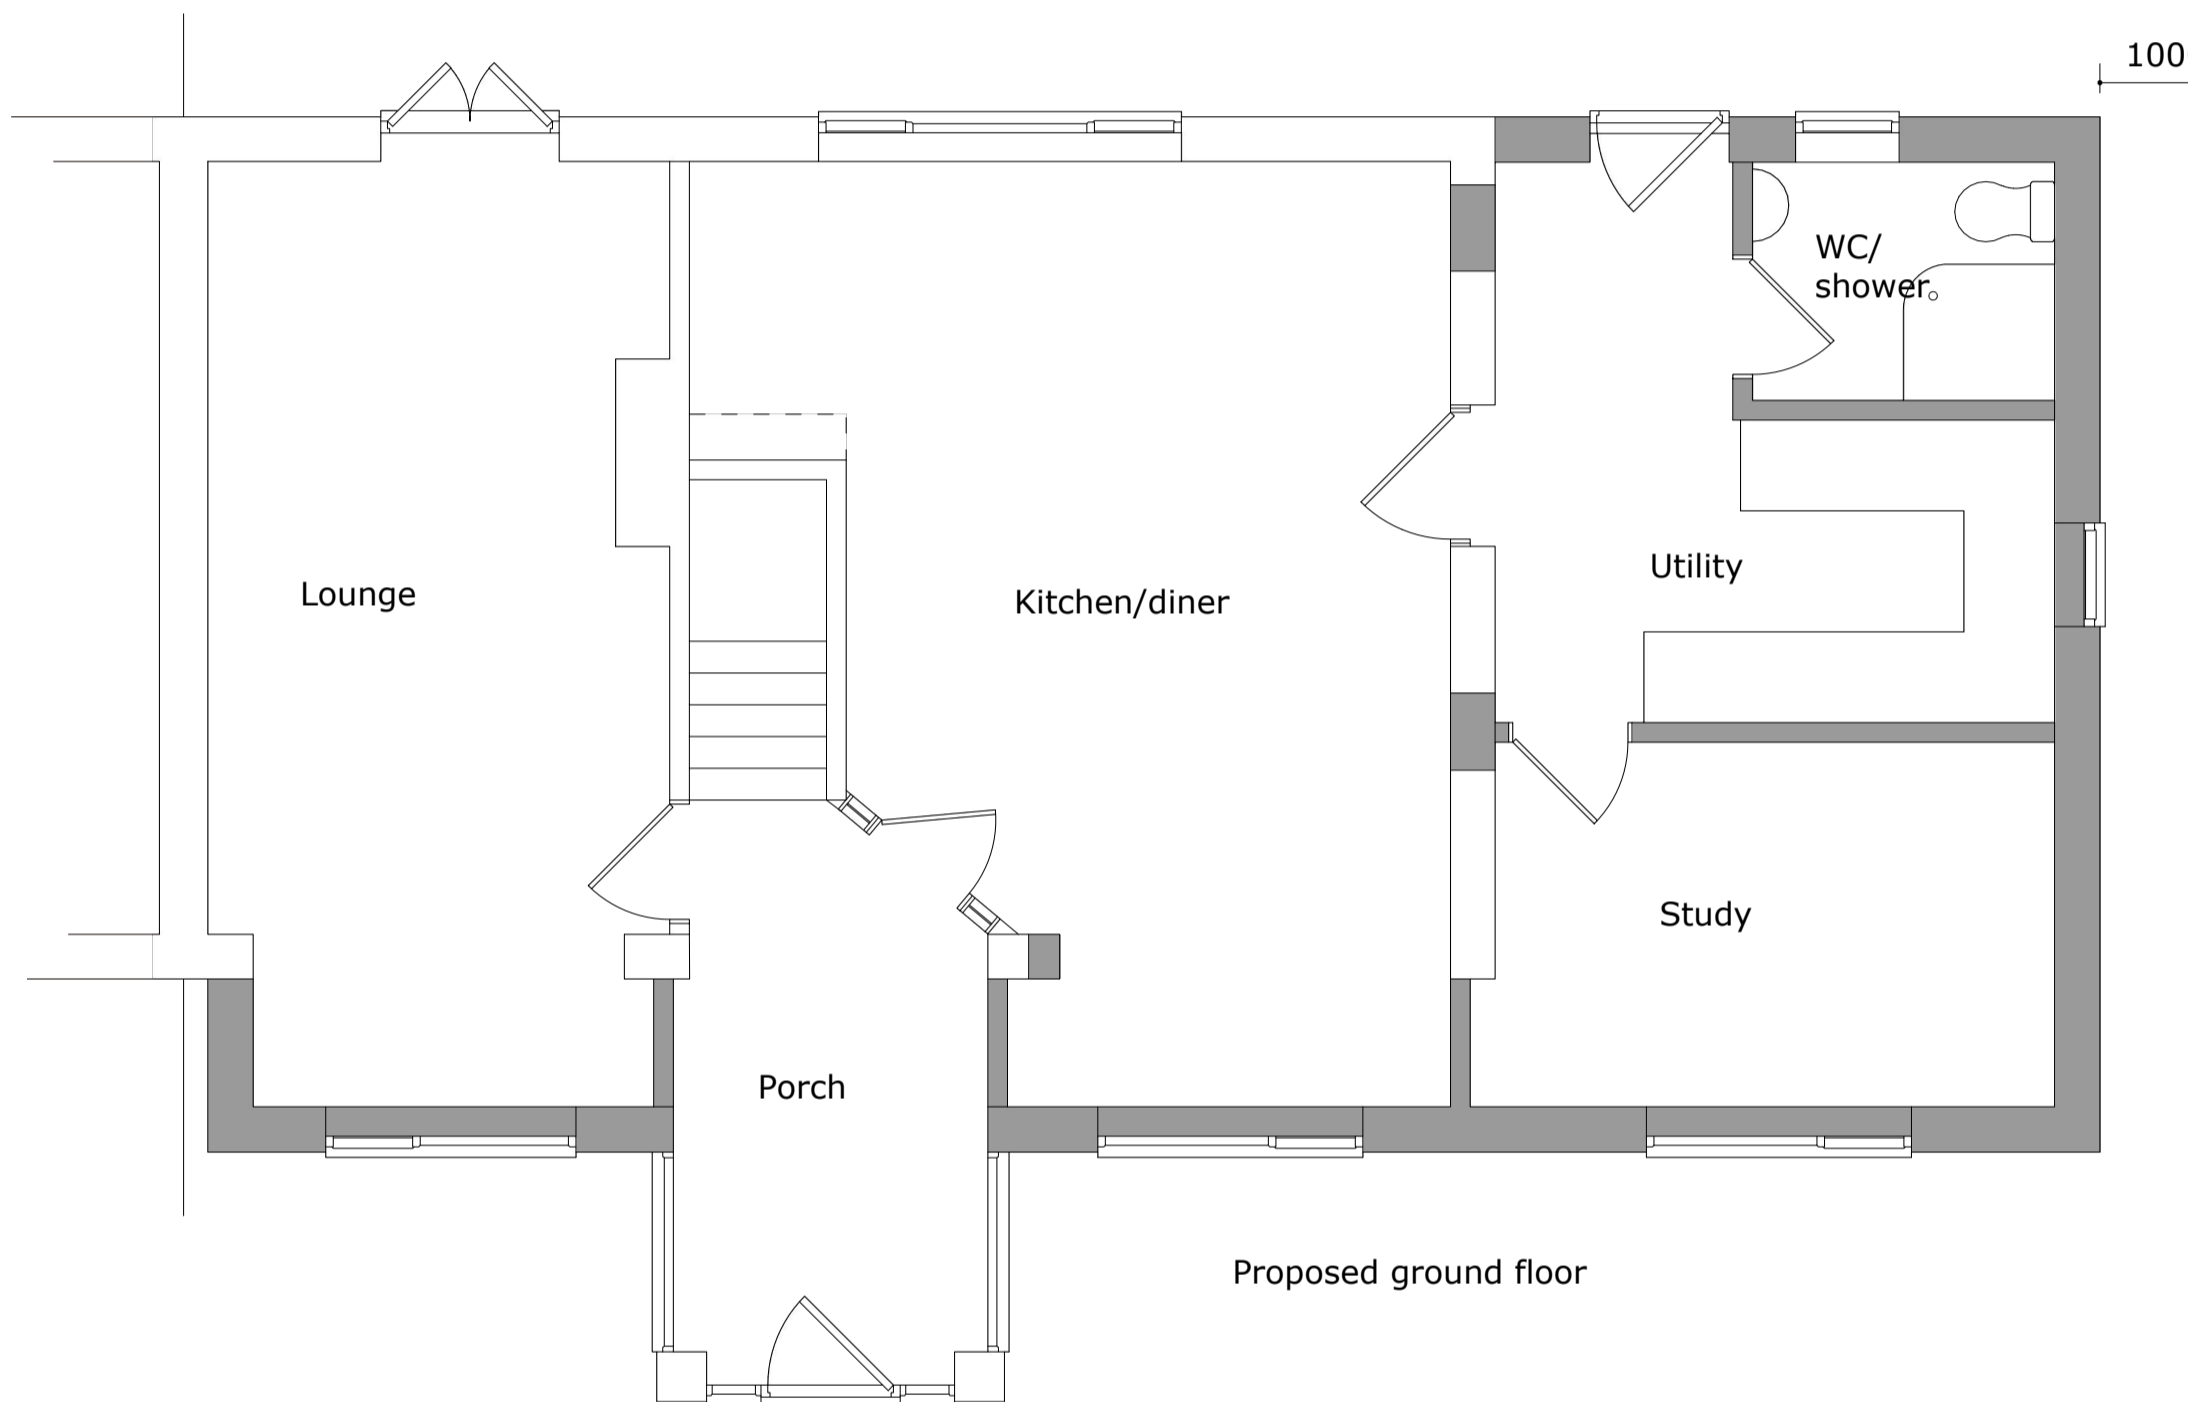 100
WC/
shower
Utility
Lounge
Kitchen/diner
Study
Porch
Proposed ground floor